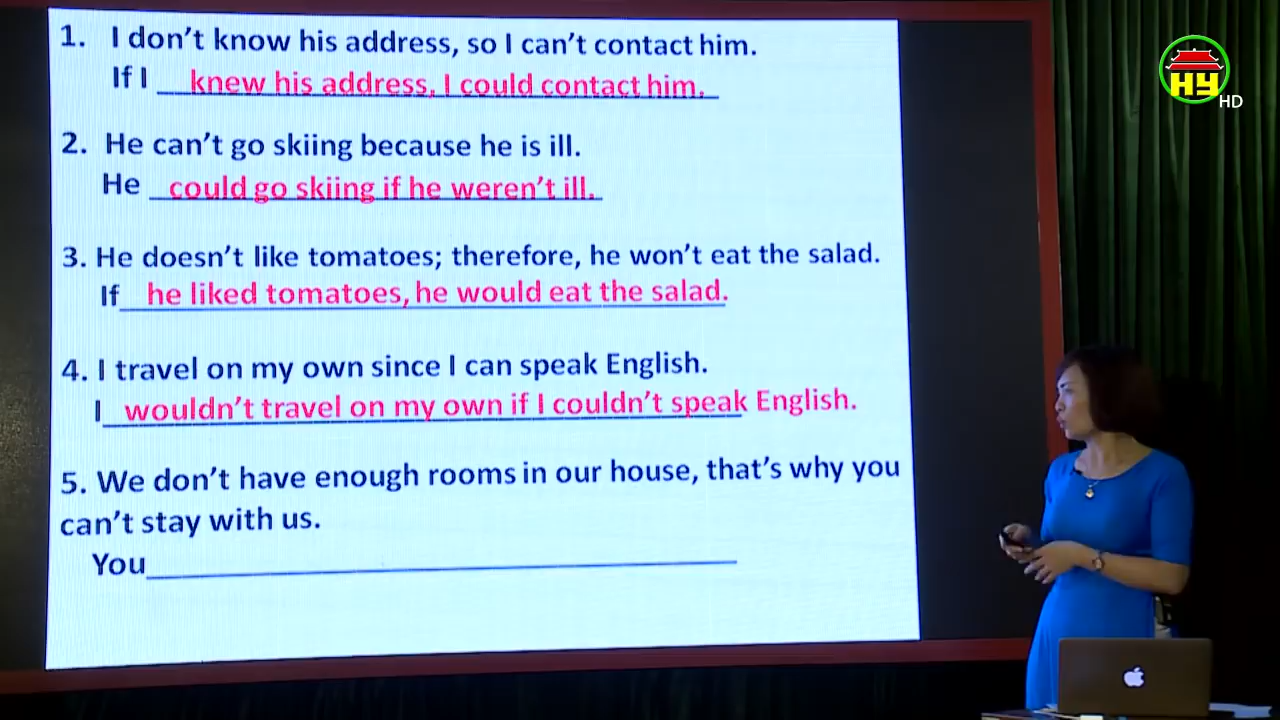 1. I don't know his address, so I can't contact him.
If I knew his address, I could contact him.
2. He can't go skiing because he is ill.
He could go skiing if he weren't ill.
3. He doesn't like tomatoes; therefore, he won't eat the salad.
If he liked tomatoes, he would eat the salad.
4. I travel on my own since I can speak English.
I wouldn't travel on my own if I couldn't speak English.
5. We don't have enough rooms in our house, that's why you
can't stay with us.
You
HY
HD